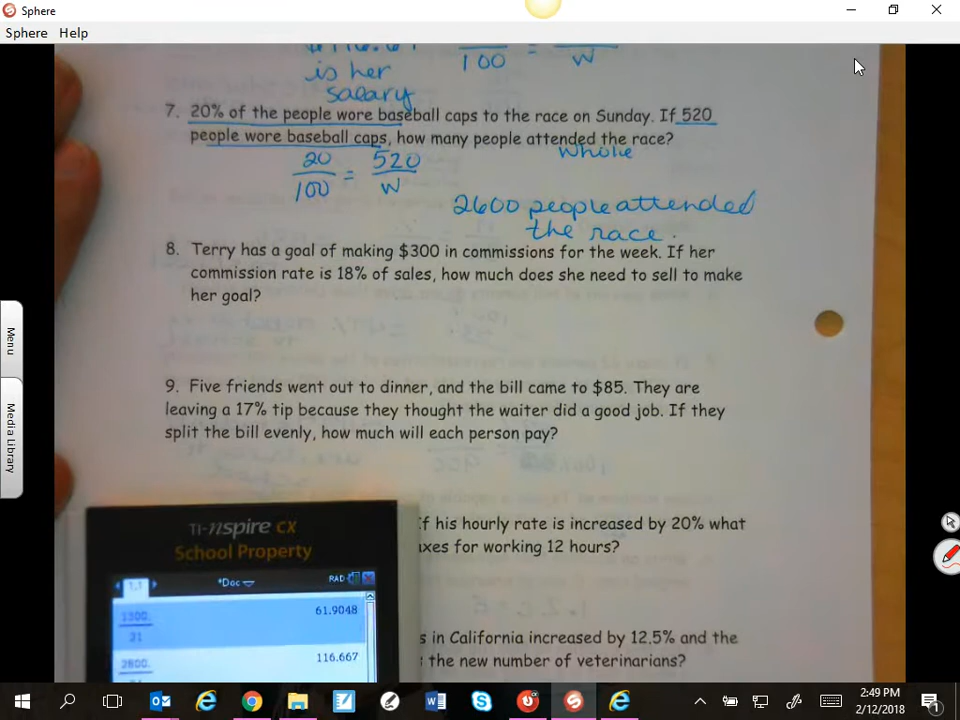 Sphere
Sphere Help
100 = W
is her
salary
7. 20% of the people wore baseball caps to the race on Sunday. If 520
people wore baseball caps, how many people attended the race?
whole
20 520
=
100 W
2600 people attended
the race.
8. Terry has a goal of making $300 in commissions for the week. If her
commission rate is 18% of sales, how much does she need to sell to make
her goal?
Menu
9. Five friends went out to dinner, and the bill came to $85. They are
leaving a 17% tip because they thought the waiter did a good job. If they
split the bill evenly, how much will each person pay?
Media Library
TI-nspire CX
School Property
If his hourly rate is increased by 20% what
axes for working 12 hours?
1.1 *Doc RAD
1300. 61.9048
21
2800. 116.667
s in California increased by 12.5% and the
the new number of veterinarians?
2:49 PM
2/12/2018